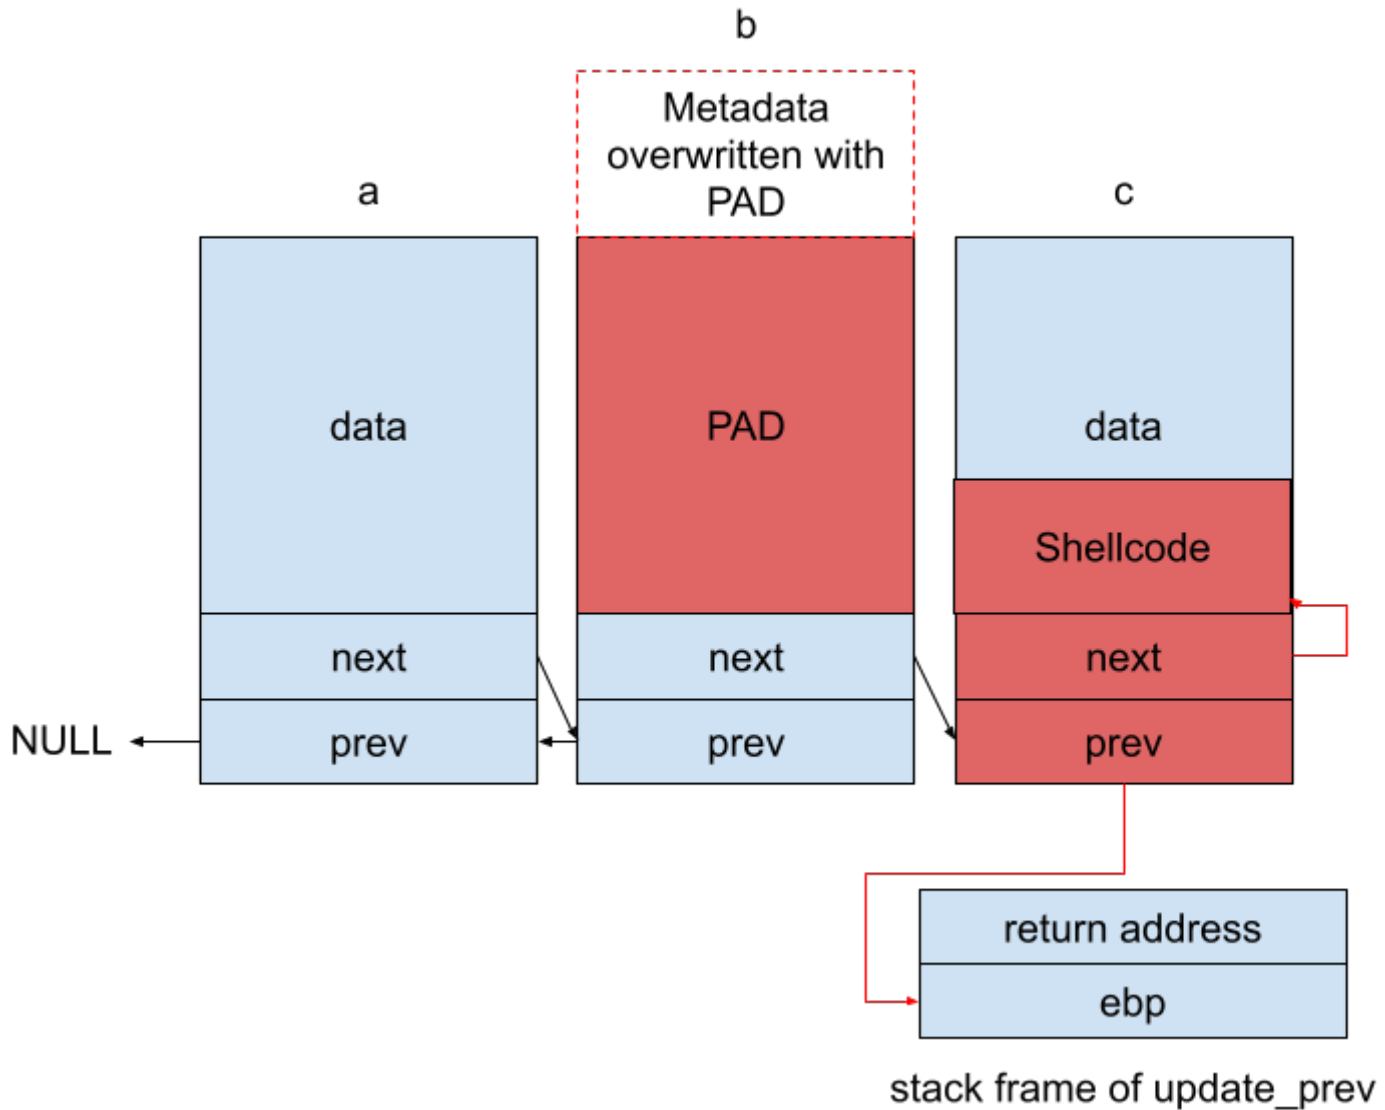 b
Metadata
overwritten with
PAD
a
c
data
PAD
data
Shellcode
next
next
next
NULL
prev
prev
prev
return address
ebp
stack frame of update_prev